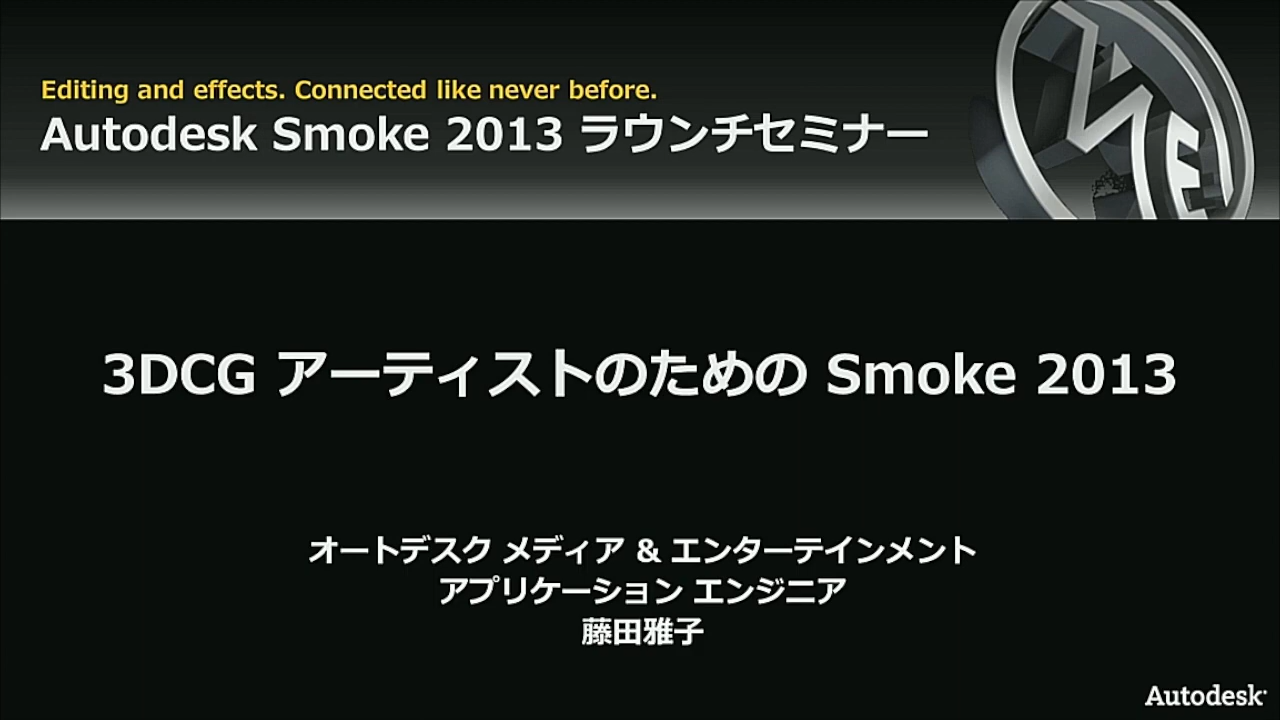 Editing and effects. Connected like never before.
Autodesk Smoke 2013 ラウンチセミナー
3DCG アーティストのための Smoke 2013
オートデスク メディア & エンターテインメント
アプリケーション エンジニア
藤田雅子
Autodesk